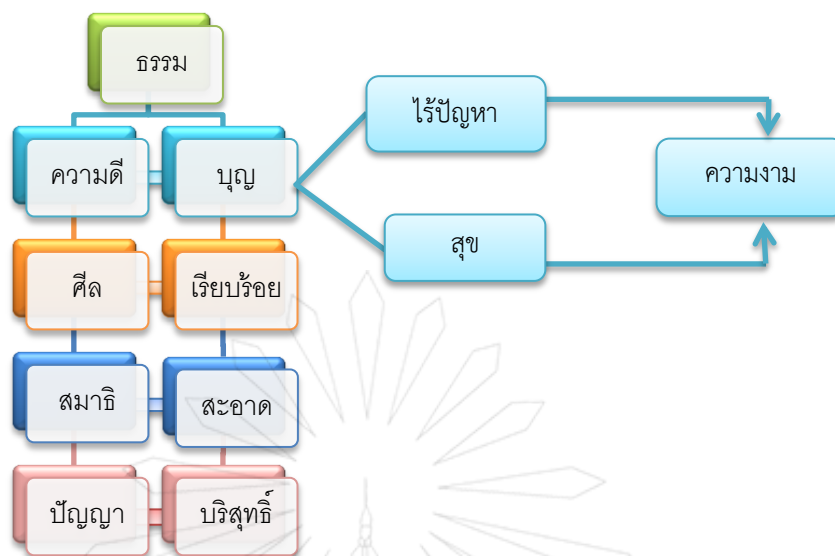 ธรรม
ไร้ปัญหา
ความดี
บุญ
ความงาม
สุข
ศีล
เรียบร้อย
สมาธิ
สะอาด
ปัญญา
บริสุทธิ์